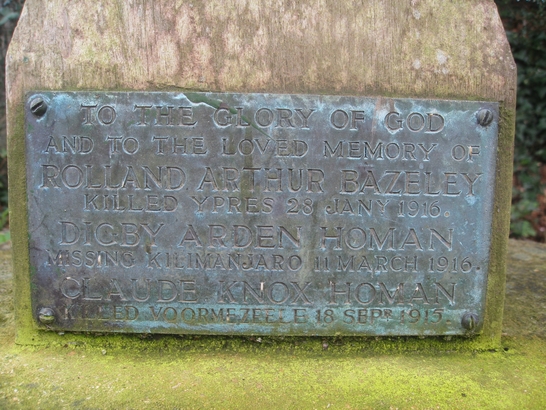 TO THE GLORY OF GOD
AND TO THE LOVED MEMORY OF
ROLLAND ARTHUR BAZELEY
KILLED YPRES 28 JANY 1916.
DIGBY ARDEN HOMAN
MISSING KILIMANJARO 11 MARCH 1916.
CLAUDE KNOX HOMAN
KILLED VOORMEZEELE 18 SEPR 1915.